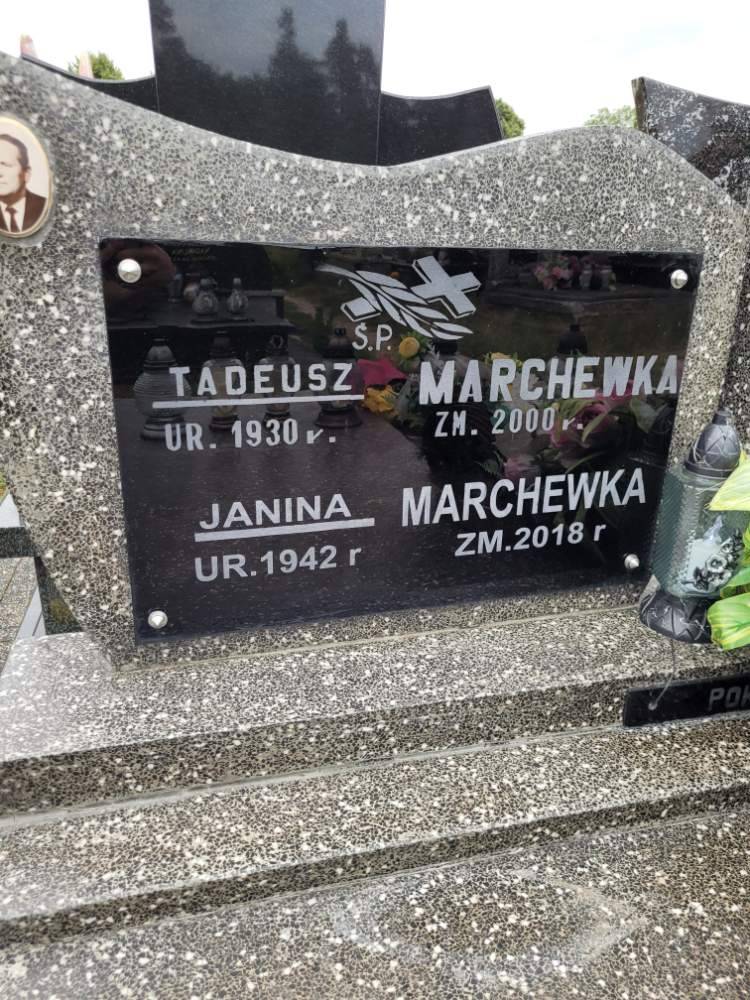 Ś.P.
TADEUSZ MARCHEWKA
UR. 1930 r. ZM. 2000 r.
JANINA MARCHEWKA
UR.1942 r ZM.2018 r